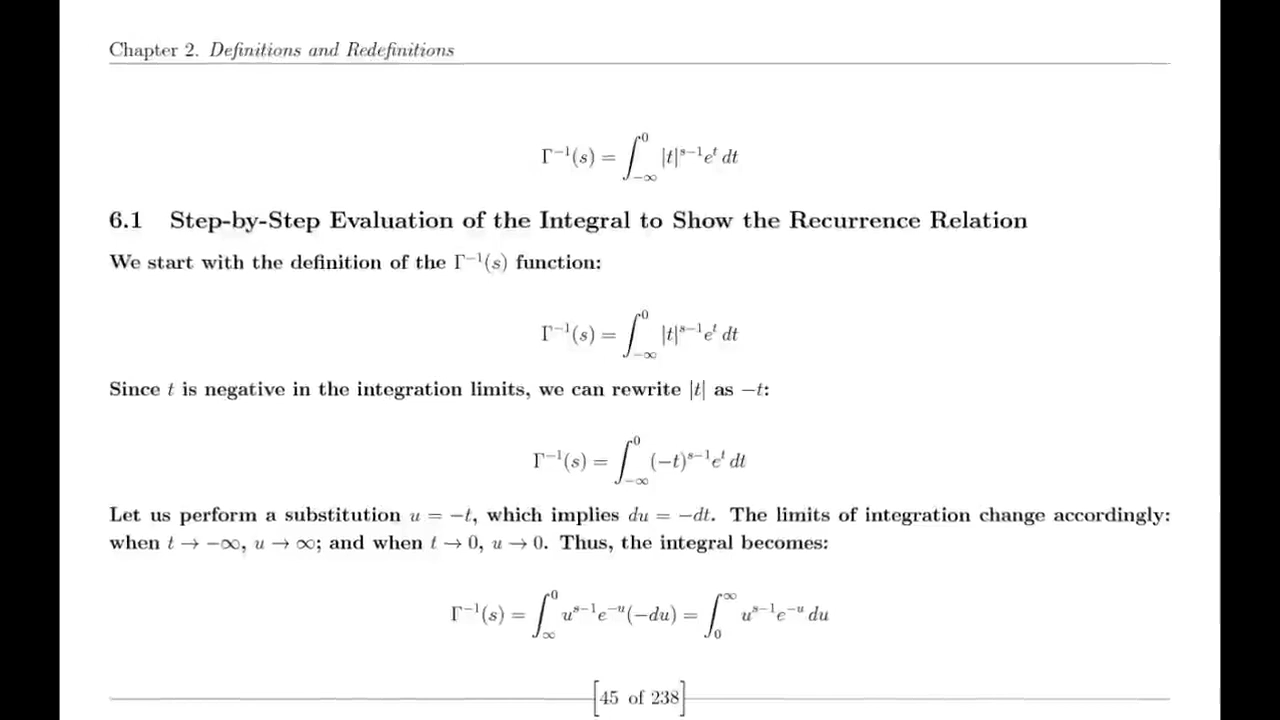 Chapter 2. Definitions and Redefinitions
Γ⁻¹(s) = ∫_{−∞}^{0} |t|^{s−1} e^t dt
6.1 Step-by-Step Evaluation of the Integral to Show the Recurrence Relation
We start with the definition of the Γ⁻¹(s) function:
Γ⁻¹(s) = ∫_{−∞}^{0} |t|^{s−1} e^t dt
Since t is negative in the integration limits, we can rewrite |t| as −t:
Γ⁻¹(s) = ∫_{−∞}^{0} (−t)^{s−1} e^t dt
Let us perform a substitution u = −t, which implies du = −dt. The limits of integration change accordingly:
when t → −∞, u → ∞; and when t → 0, u → 0. Thus, the integral becomes:
Γ⁻¹(s) = ∫_{∞}^{0} u^{s−1} e^{−u} (−du) = ∫_{0}^{∞} u^{s−1} e^{−u} du
[45 of 238]